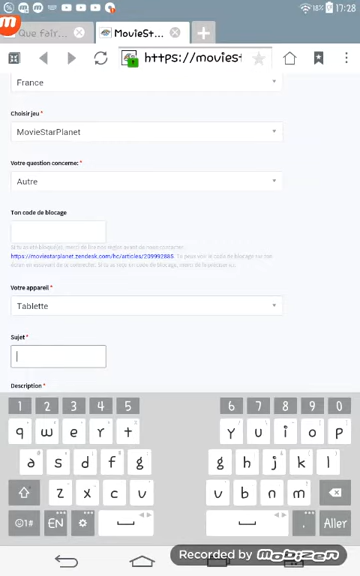 17:28
Que fair...
MovieSt...
https://moviest
France
Choisir jeu *
MovieStarPlanet
Votre question concerne: *
Autre
Ton code de blocage
https://moviestarplanet.zendesk.com/hc/articles/203992885
Votre appareil *
Tablette
Sujet *
Description *
1 2 3 4 5 6 7 8 9 0
q w e r t y u i o p
a s d f g g h j k l
z x c v v b n m
☺1# EN . Aller
Recorded by Mobizen